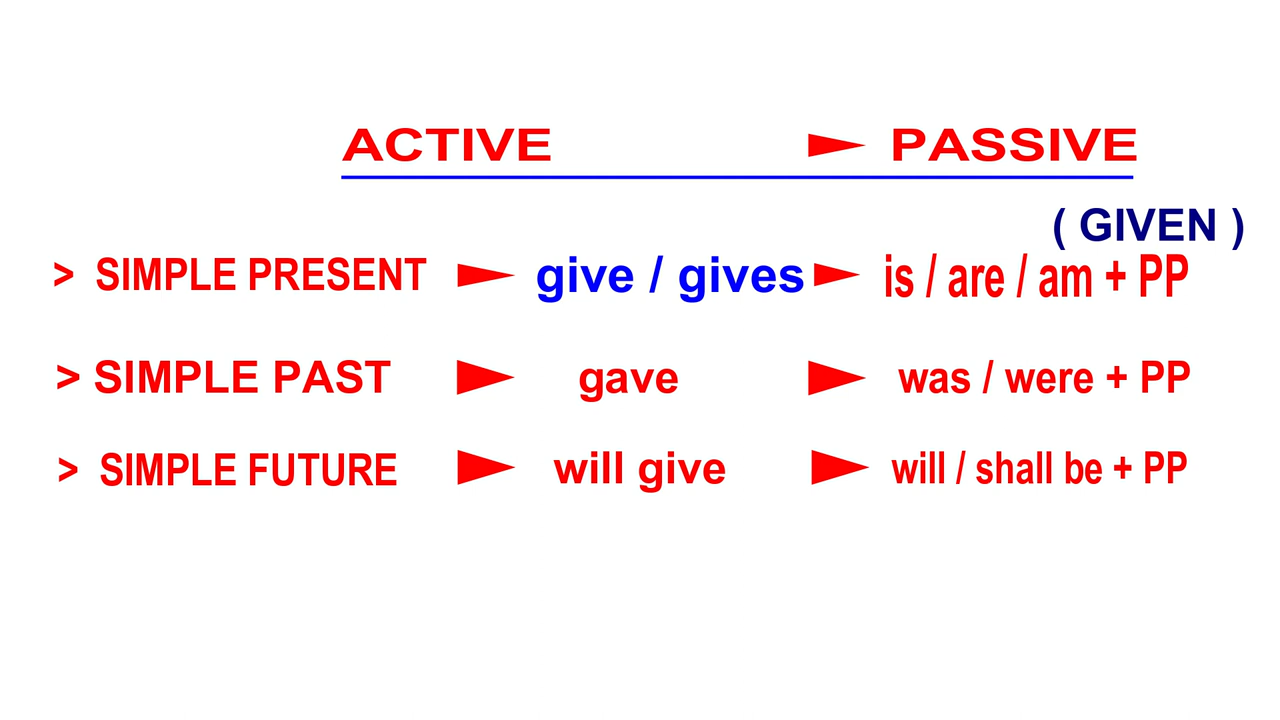 ACTIVE ► PASSIVE
( GIVEN )
> SIMPLE PRESENT ► give / gives ► is / are / am + PP
> SIMPLE PAST ► gave ► was / were + PP
> SIMPLE FUTURE ► will give ► will / shall be + PP